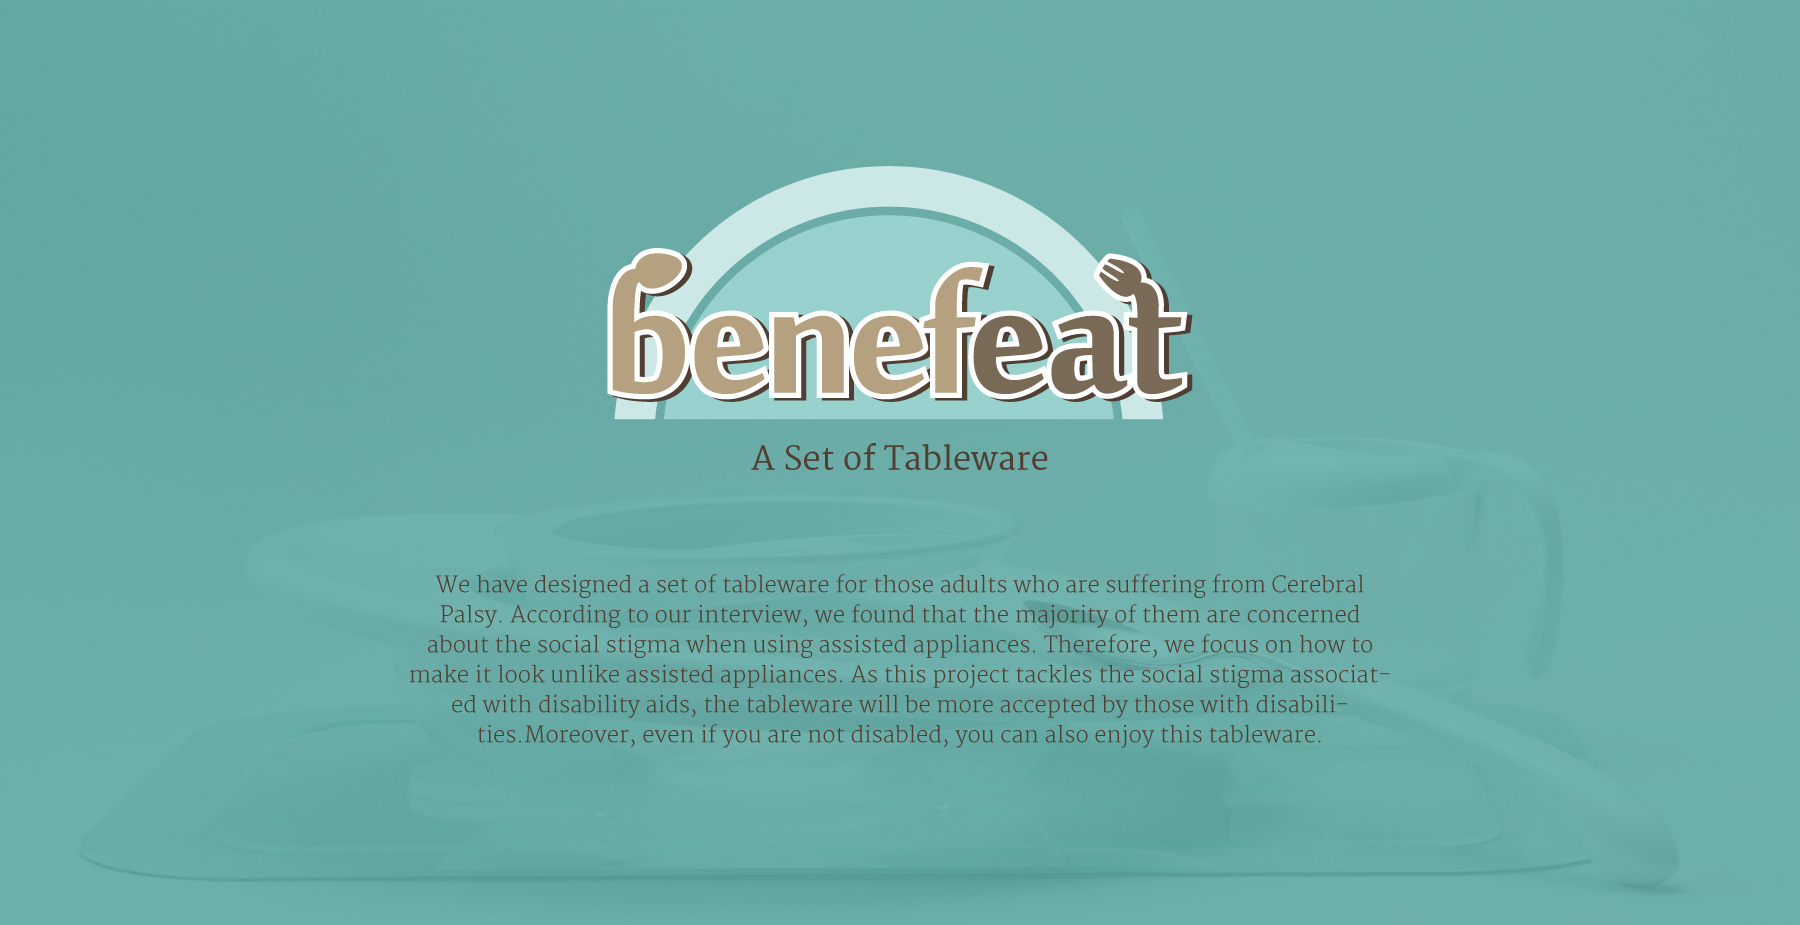 benefeat
A Set of Tableware
We have designed a set of tableware for those adults who are suffering from Cerebral
Palsy. According to our interview, we found that the majority of them are concerned
about the social stigma when using assisted appliances. Therefore, we focus on how to
make it look unlike assisted appliances. As this project tackles the social stigma associat-
ed with disability aids, the tableware will be more accepted by those with disabili-
ties.Moreover, even if you are not disabled, you can also enjoy this tableware.